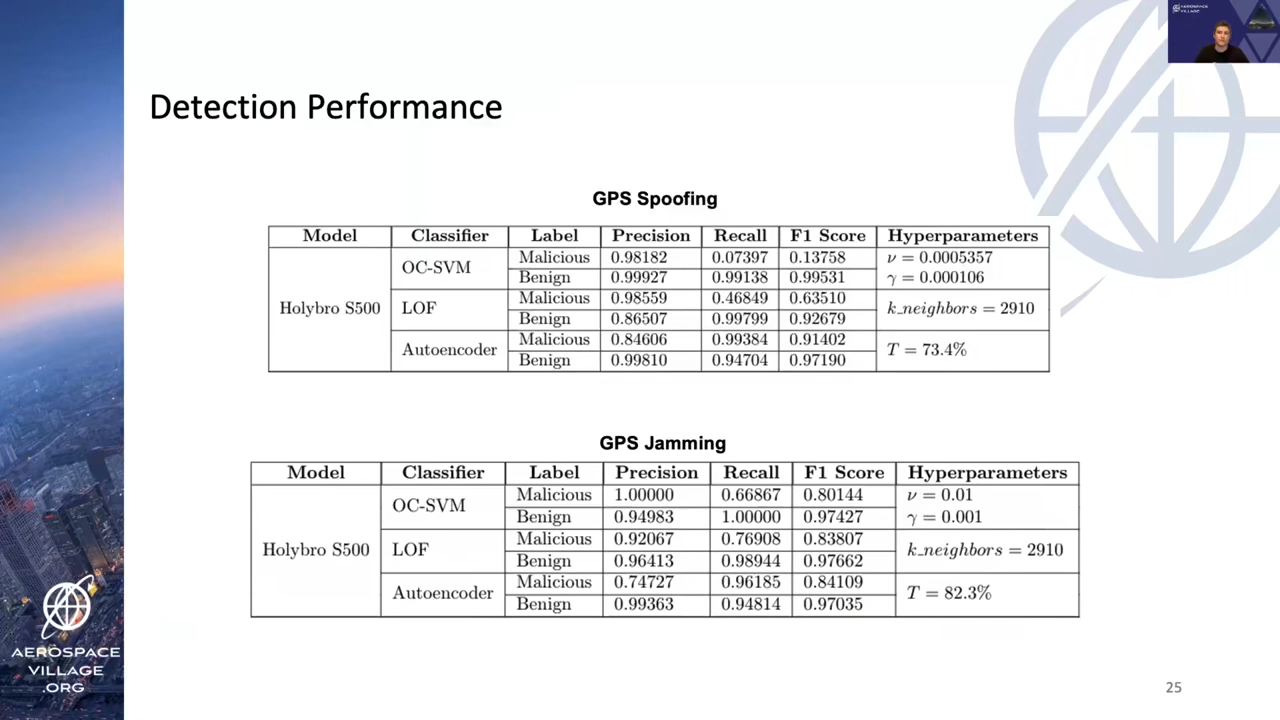 AEROSPACE
VILLAGE
Detection Performance
GPS Spoofing
Model Classifier Label Precision Recall F1 Score Hyperparameters
Holybro S500 OC-SVM Malicious 0.98182 0.07397 0.13758 ν = 0.0005357
Benign 0.99927 0.99138 0.99531 γ = 0.000106
LOF Malicious 0.98559 0.46849 0.63510 k_neighbors = 2910
Benign 0.86507 0.99799 0.92679
Autoencoder Malicious 0.84606 0.99384 0.91402 T = 73.4%
Benign 0.99810 0.94704 0.97190
GPS Jamming
Model Classifier Label Precision Recall F1 Score Hyperparameters
Holybro S500 OC-SVM Malicious 1.00000 0.66867 0.80144 ν = 0.01
Benign 0.94983 1.00000 0.97427 γ = 0.001
LOF Malicious 0.92067 0.76908 0.83807 k_neighbors = 2910
Benign 0.96413 0.98944 0.97662
Autoencoder Malicious 0.74727 0.96185 0.84109 T = 82.3%
Benign 0.99363 0.94814 0.97035
AEROSPACE
VILLAGE
.ORG
25